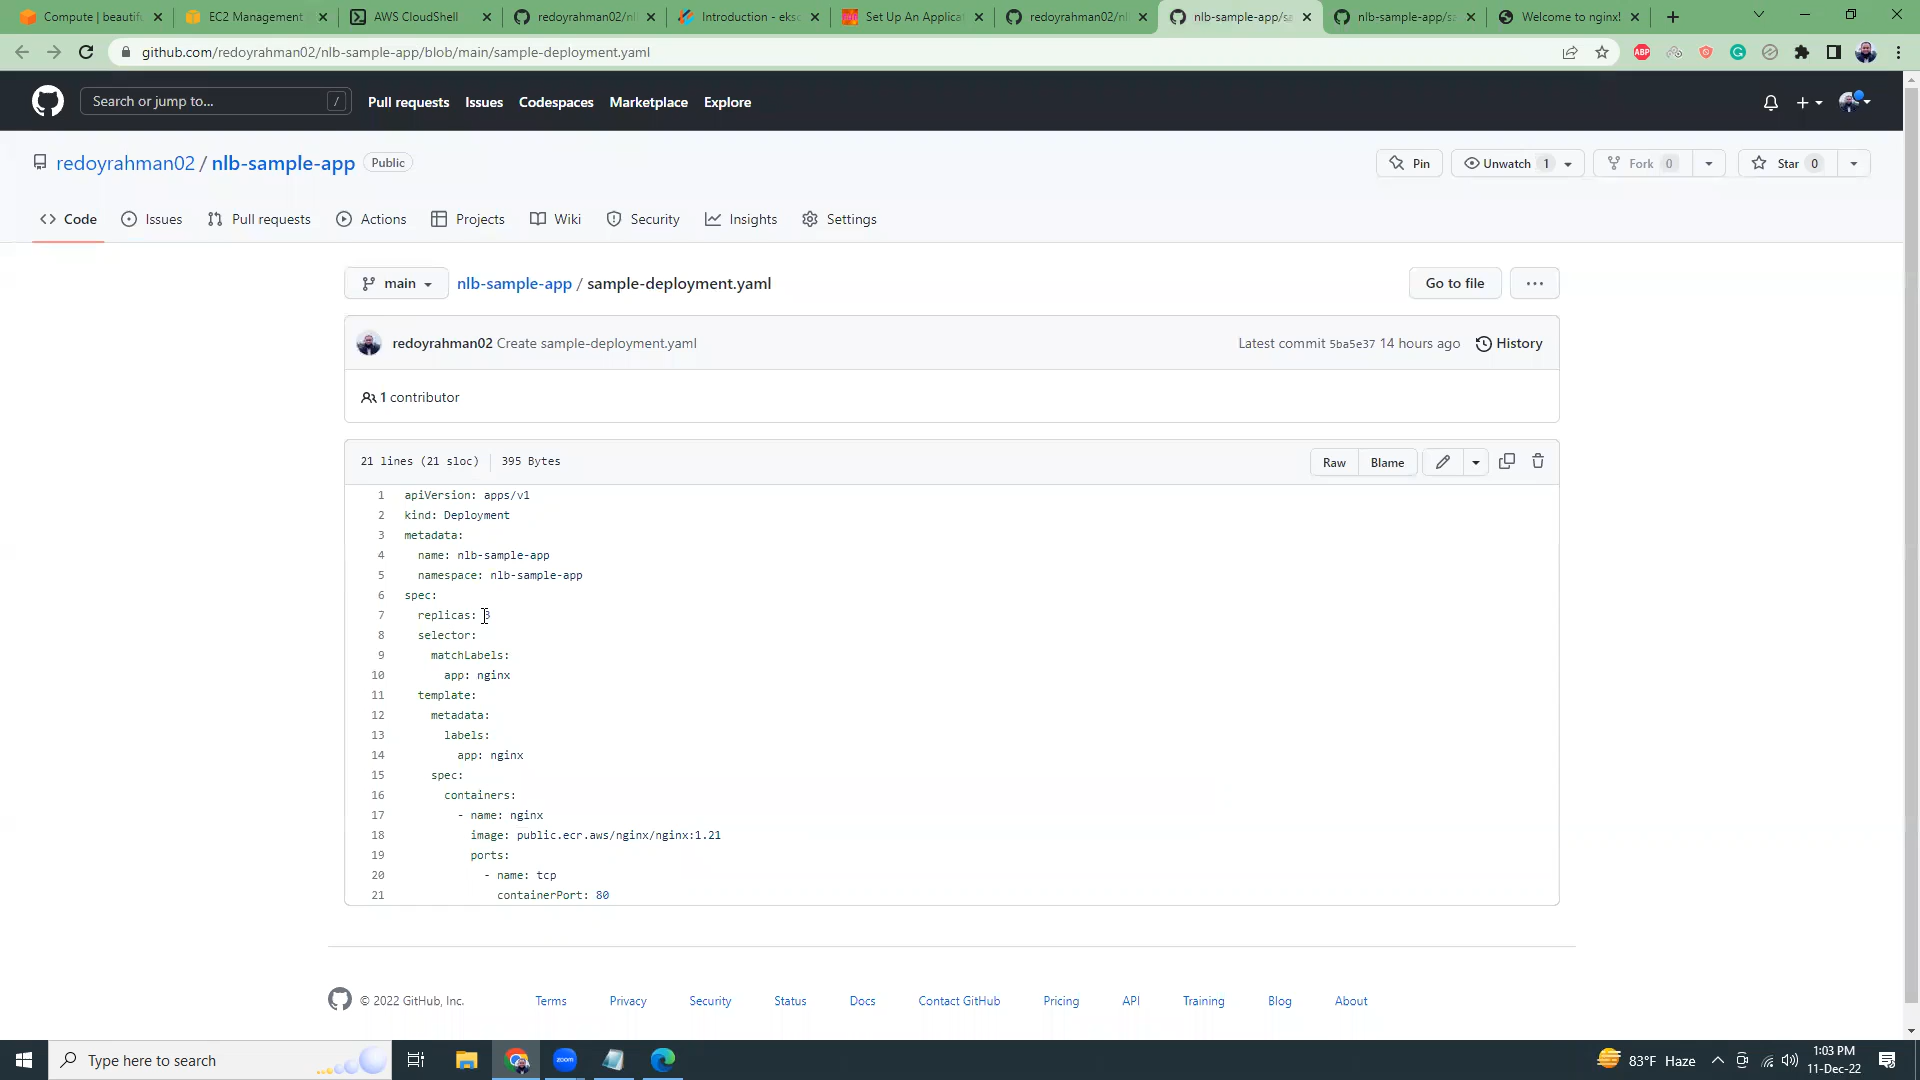 Compute | beautifu
EC2 Management
AWS CloudShell
redoyrahman02/nl
Introduction - eksc
Set Up An Applicat
redoyrahman02/nl
nlb-sample-app/sa
nlb-sample-app/sa
Welcome to nginx!
github.com/redoyrahman02/nlb-sample-app/blob/main/sample-deployment.yaml
ABP
Search or jump to... /
Pull requests
Issues
Codespaces
Marketplace
Explore
redoyrahman02 / nlb-sample-app
Public
Pin
Unwatch 1
Fork 0
Star 0
Code
Issues
Pull requests
Actions
Projects
Wiki
Security
Insights
Settings
main
nlb-sample-app / sample-deployment.yaml
Go to file
redoyrahman02 Create sample-deployment.yaml
Latest commit 5ba5e37 14 hours ago
History
1 contributor
21 lines (21 sloc)
395 Bytes
Raw
Blame
1 apiVersion: apps/v1
2 kind: Deployment
3 metadata:
4 name: nlb-sample-app
5 namespace: nlb-sample-app
6 spec:
7 replicas: 3
8 selector:
9 matchLabels:
10 app: nginx
11 template:
12 metadata:
13 labels:
14 app: nginx
15 spec:
16 containers:
17 - name: nginx
18 image: public.ecr.aws/nginx/nginx:1.21
19 ports:
20 - name: tcp
21 containerPort: 80
© 2022 GitHub, Inc.
Terms
Privacy
Security
Status
Docs
Contact GitHub
Pricing
API
Training
Blog
About
Type here to search
zoom
83°F Haze
1:03 PM
11-Dec-22